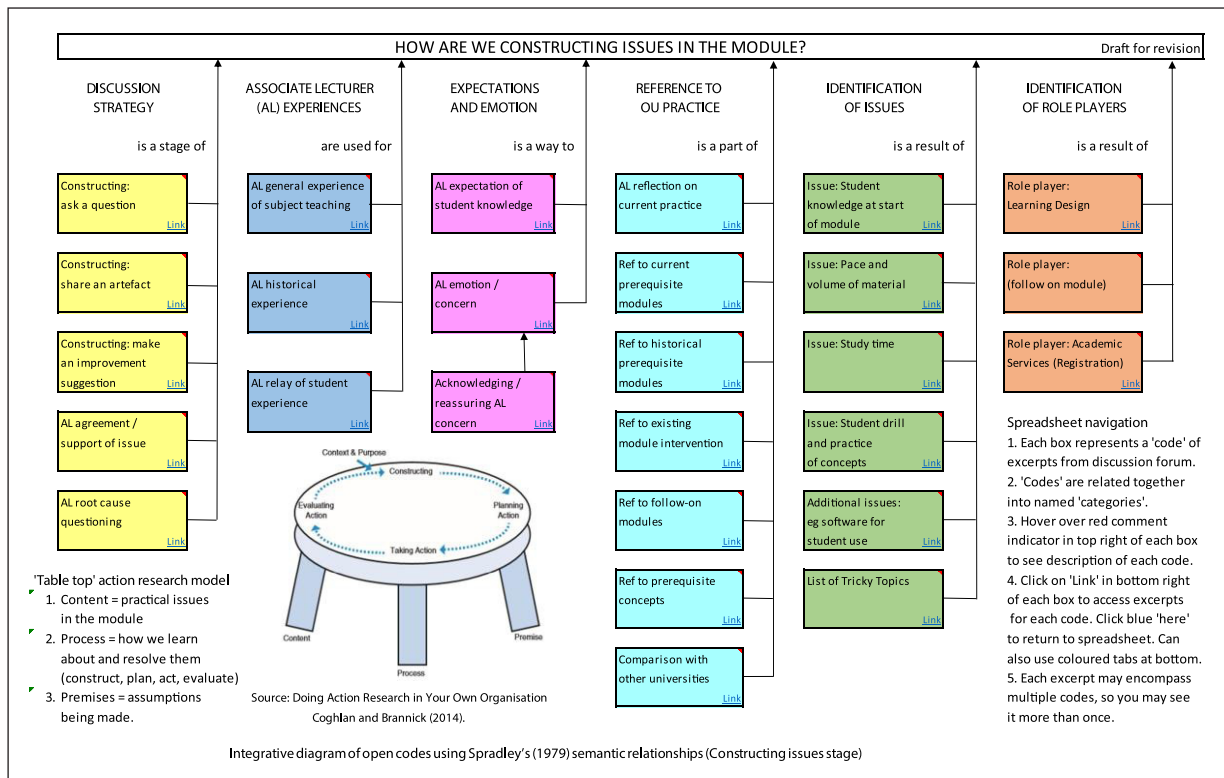 HOW ARE WE CONSTRUCTING ISSUES IN THE MODULE?
Draft for revision
DISCUSSION
STRATEGY
is a stage of
Constructing:
ask a question
Link
Constructing:
share an artefact
Link
Constructing: make
an improvement
suggestion
Link
AL agreement /
support of issue
Link
AL root cause
questioning
Link
ASSOCIATE LECTURER
(AL) EXPERIENCES
are used for
AL general experience
of subject teaching
Link
AL historical
experience
Link
AL relay of student
experience
Link
EXPECTATIONS
AND EMOTION
is a way to
AL expectation of
student knowledge
Link
AL emotion /
concern
Link
Acknowledging /
reassuring AL
concern
Link
REFERENCE TO
OU PRACTICE
is a part of
AL reflection on
current practice
Link
Ref to current
prerequisite
modules
Link
Ref to historical
prerequisite
modules
Link
Ref to existing
module intervention
Link
Ref to follow-on
modules
Link
Ref to prerequisite
concepts
Link
Comparison with
other universities
Link
IDENTIFICATION
OF ISSUES
is a result of
Issue: Student
knowledge at start
of module
Link
Issue: Pace and
volume of material
Link
Issue: Study time
Link
Issue: Student drill
and practice
of concepts
Link
Additional issues:
eg software for
student use
Link
List of Tricky Topics
Link
IDENTIFICATION
OF ROLE PLAYERS
is a result of
Role player:
Learning Design
Link
Role player:
(follow on module)
Link
Role player: Academic
Services (Registration)
Link
Spreadsheet navigation
1. Each box represents a 'code' of
excerpts from discussion forum.
2. 'Codes' are related together
into named 'categories'.
3. Hover over red comment
indicator in top right of each box
to see description of each code.
4. Click on 'Link' in bottom right
of each box to access excerpts
for each code. Click blue 'here'
to return to spreadsheet. Can
also use coloured tabs at bottom.
5. Each excerpt may encompass
multiple codes, so you may see
it more than once.
'Table top' action research model
1. Content = practical issues
in the module
2. Process = how we learn
about and resolve them
(construct, plan, act, evaluate)
3. Premises = assumptions
being made.
Context & Purpose
Constructing
Evaluating
Action
Planning
Action
Taking Action
Content
Process
Premise
Source: Doing Action Research in Your Own Organisation
Coghlan and Brannick (2014).
Integrative diagram of open codes using Spradley's (1979) semantic relationships (Constructing issues stage)